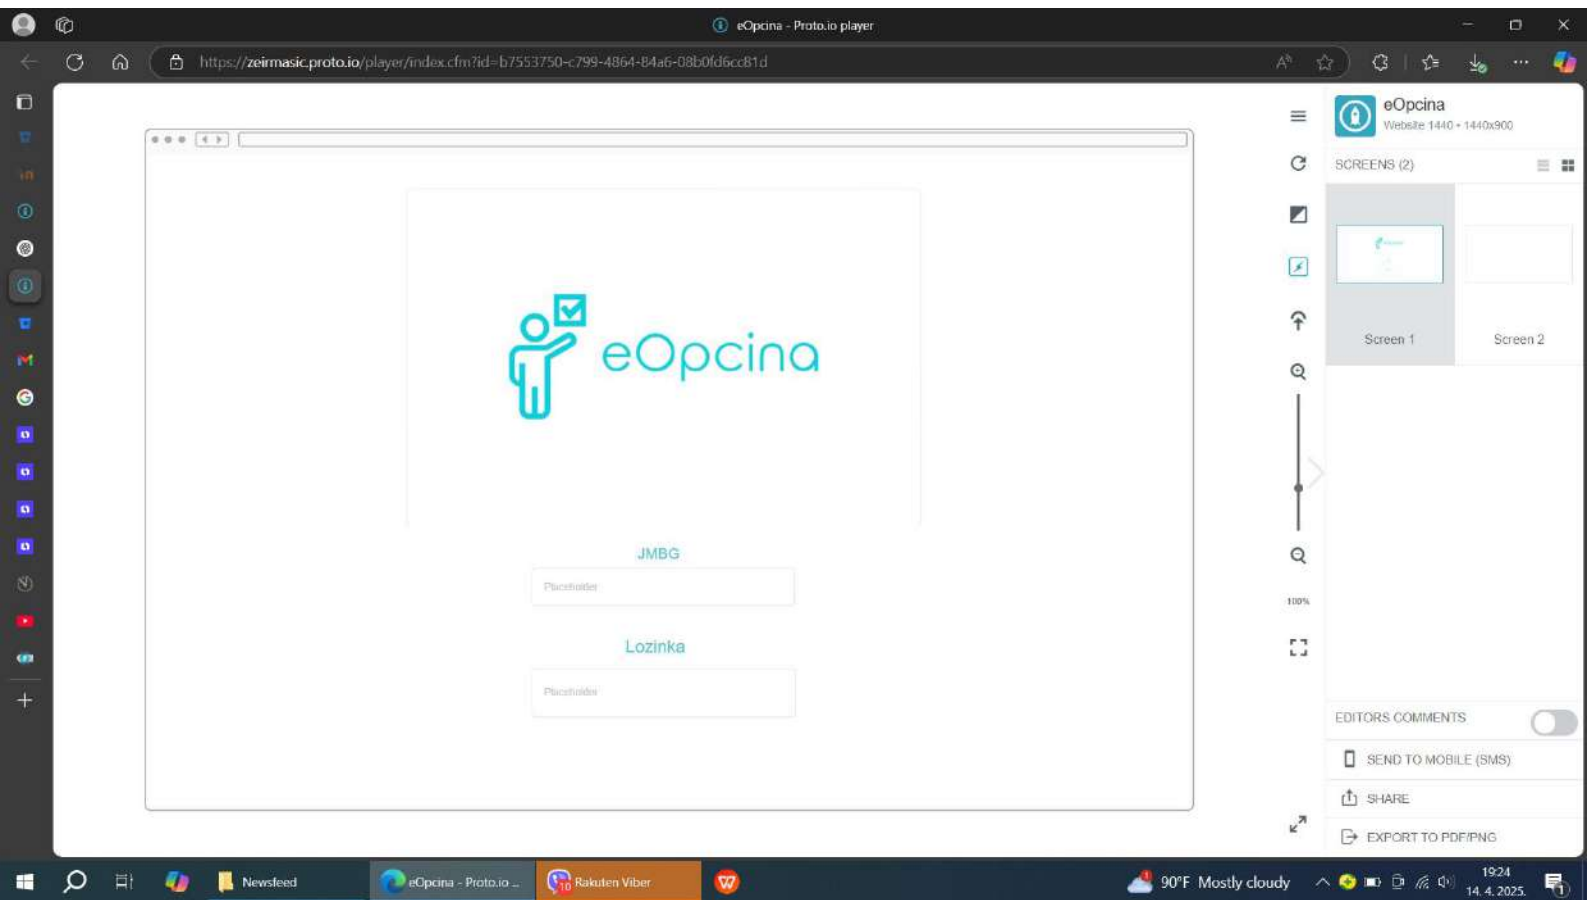 eOpcina - Proto.io player
https://zeirmasic.proto.io/player/index.cfm?id=b7553750-c799-4864-84a6-08b0fd6cc81d
eOpcina
Website 1440 • 1440x900
SCREENS (2)
eOpcina
Screen 1
Screen 2
JMBG
Placeholder
100%
Lozinka
Placeholder
EDITORS COMMENTS
SEND TO MOBILE (SMS)
SHARE
EXPORT TO PDF/PNG
Newsfeed
eOpcina - Proto.io ...
10
Rakuten Viber
90°F Mostly cloudy
19:24
14. 4. 2025.
1